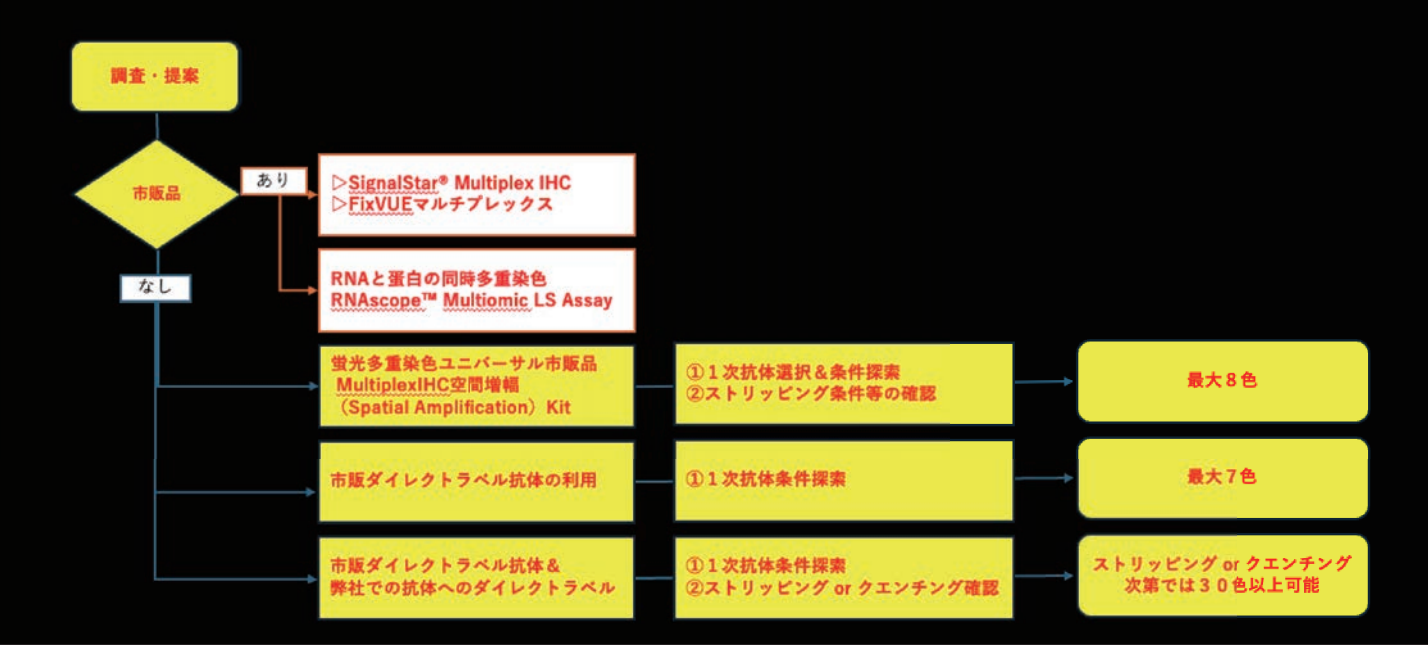 調査・提案
市販品
あり
▷SignalStar® Multiplex IHC
▷FixVUEマルチプレックス
RNAと蛋白の同時多重染色
RNAscope™ Multiomic LS Assay
なし
蛍光多重染色ユニバーサル市販品
MultiplexIHC空間増幅
（Spatial Amplification）Kit
①１次抗体選択＆条件探索
②ストリッピング条件等の確認
最大８色
市販ダイレクトラベル抗体の利用
①１次抗体条件探索
最大７色
市販ダイレクトラベル抗体＆
弊社での抗体へのダイレクトラベル
①１次抗体条件探索
②ストリッピング or クエンチング確認
ストリッピング or クエンチング
次第では３０色以上可能